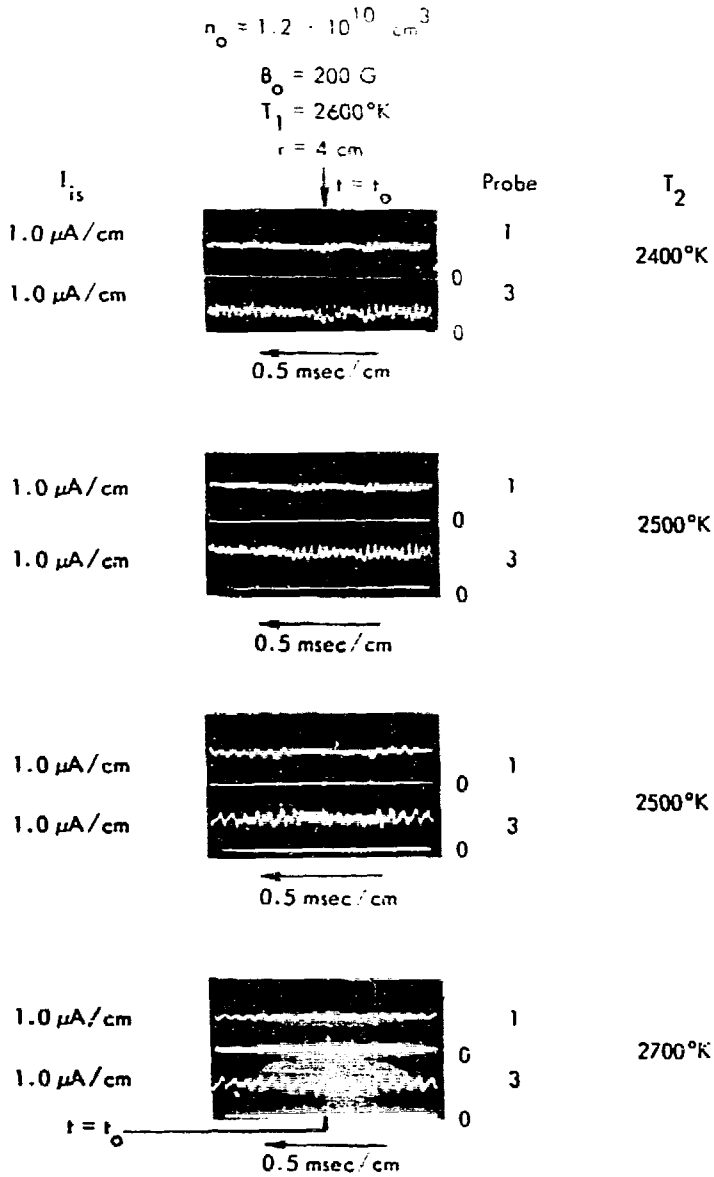 n_o ≈ 1.2 · 10^10 cm^3
B_o = 200 G
T_1 = 2600°K
r = 4 cm
I_is t = t_o Probe T_2
1.0 μA/cm 1
2400°K
0
1.0 μA/cm 3
0
0.5 msec/cm
1.0 μA/cm 1
0
2500°K
1.0 μA/cm 3
0
0.5 msec/cm
1.0 μA/cm 1
0
2500°K
1.0 μA/cm 3
0
0.5 msec/cm
1.0 μA/cm 1
0
2700°K
1.0 μA/cm 3
0
t = t_o
0.5 msec/cm